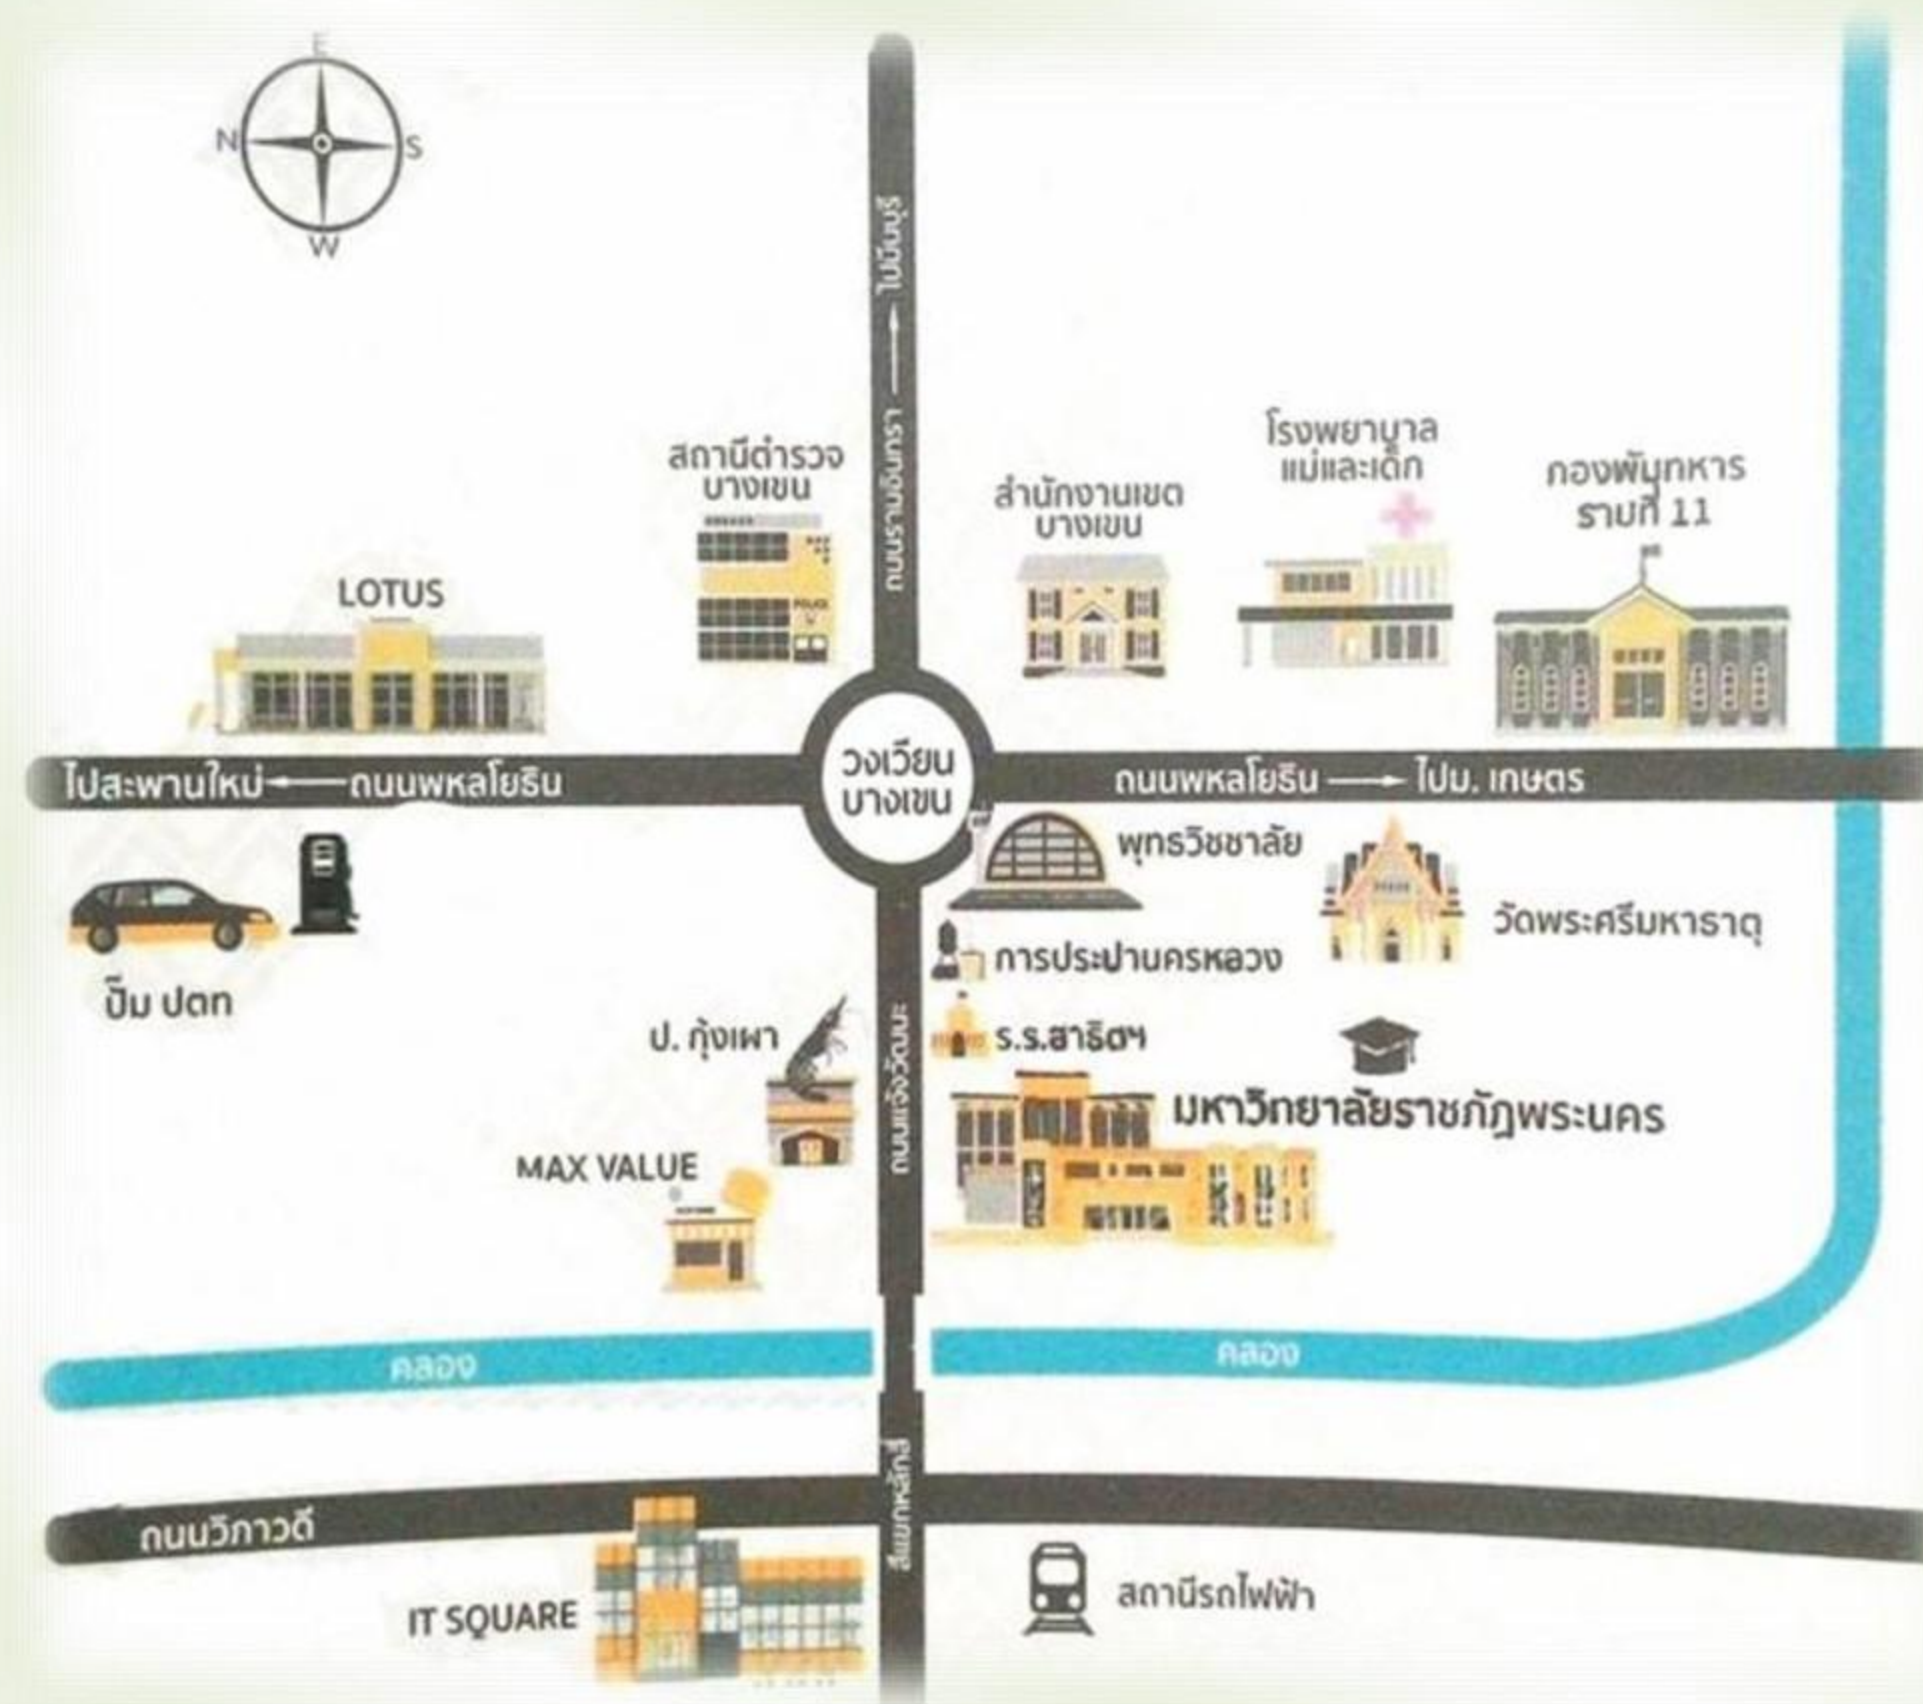 E
N
S
W
ถนนรามอินทรา → ไปมีนบุรี
สถานีตำรวจ
บางเขน
POLICE
LOTUS
สำนักงานเขต
บางเขน
โรงพยาบาล
แม่และเด็ก
กองพันทหาร
ราบที่ 11
ไปสะพานใหม่ ← ถนนพหลโยธิน
วงเวียน
บางเขน
ถนนพหลโยธิน → ไปม. เกษตร
พุทธวิชชาลัย
วัดพระศรีมหาธาตุ
การประปานครหลวง
ปั๊ม ปตท
ป. กุ้งเผา
ร.ร.สาธิตฯ
ถนนแจ้งวัฒนะ
มหาวิทยาลัยราชภัฏพระนคร
MAX VALUE
คลอง
คลอง
สี่แยกหลักสี่
ถนนวิภาวดี
IT SQUARE
สถานีรถไฟฟ้า